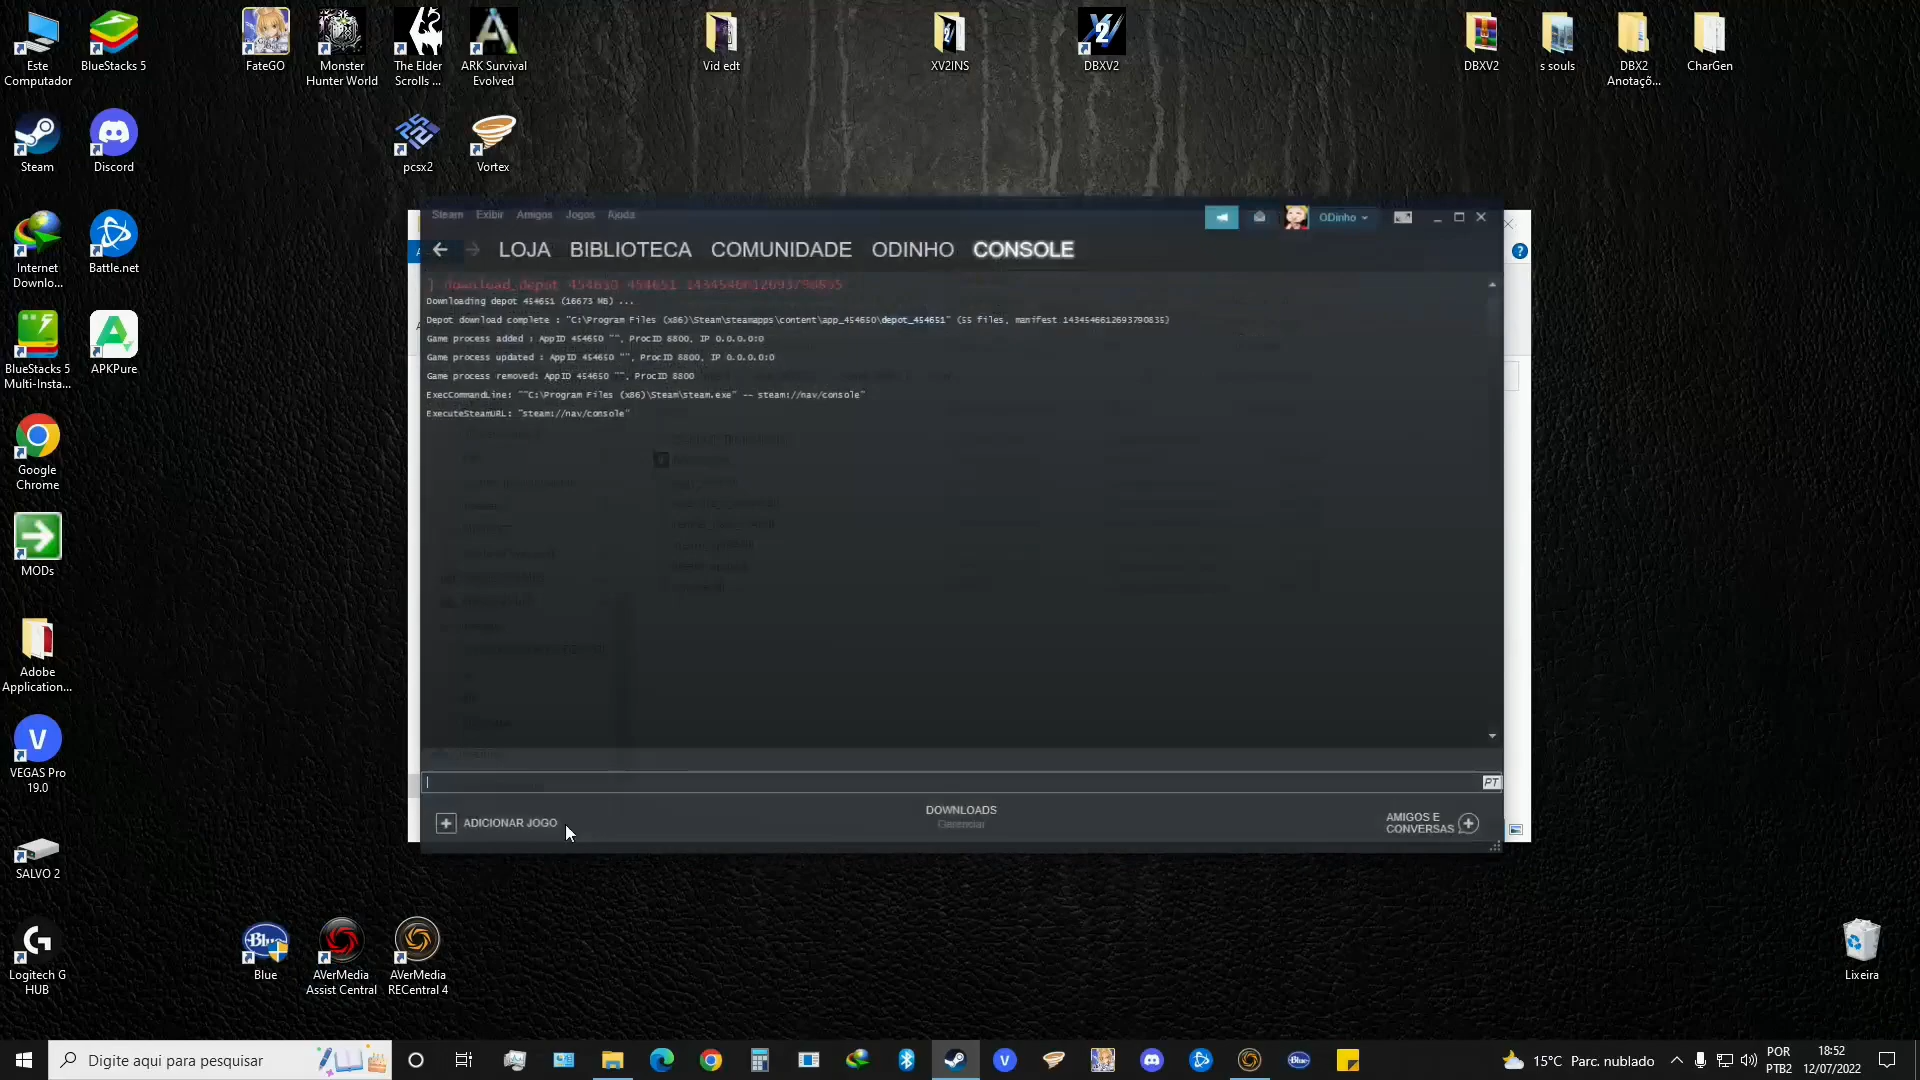 Este
Computador
BlueStacks 5
FateGO
Monster
Hunter World
The Elder
Scrolls ...
ARK Survival
Evolved
Vid edt
XV2INS
DBXV2
DBXV2
s souls
DBX2
Anotaçõ...
CharGen
Steam
Discord
pcsx2
Vortex
Internet
Downlo...
Battle.net
BlueStacks 5
Multi-Insta...
APKPure
Google
Chrome
MODs
Adobe
Application...
VEGAS Pro
19.0
SALVO 2
Logitech G
HUB
Blue
AVerMedia
Assist Central
AVerMedia
RECentral 4
Lixeira
Steam Exibir Amigos Jogos Ajuda
ODinho
LOJA BIBLIOTECA COMUNIDADE ODINHO CONSOLE
] download_depot 454650 454651 1434546612693790835
Downloading depot 454651 (16673 MB) ...
Depot download complete : "C:\Program Files (x86)\Steam\steamapps\content\app_454650\depot_454651" (55 files, manifest 1434546612693790835)
Game process added : AppID 454650 "", ProcID 8800, IP 0.0.0.0:0
Game process updated : AppID 454650 "", ProcID 8800, IP 0.0.0.0:0
Game process removed: AppID 454650 "", ProcID 8800
ExecCommandLine: ""C:\Program Files (x86)\Steam\steam.exe" -- steam://nav/console"
ExecuteSteamURL: "steam://nav/console"
PT
ADICIONAR JOGO
DOWNLOADS
Gerenciar
AMIGOS E
CONVERSAS
Digite aqui para pesquisar
15°C Parc. nublado
POR
PTB2
18:52
12/07/2022